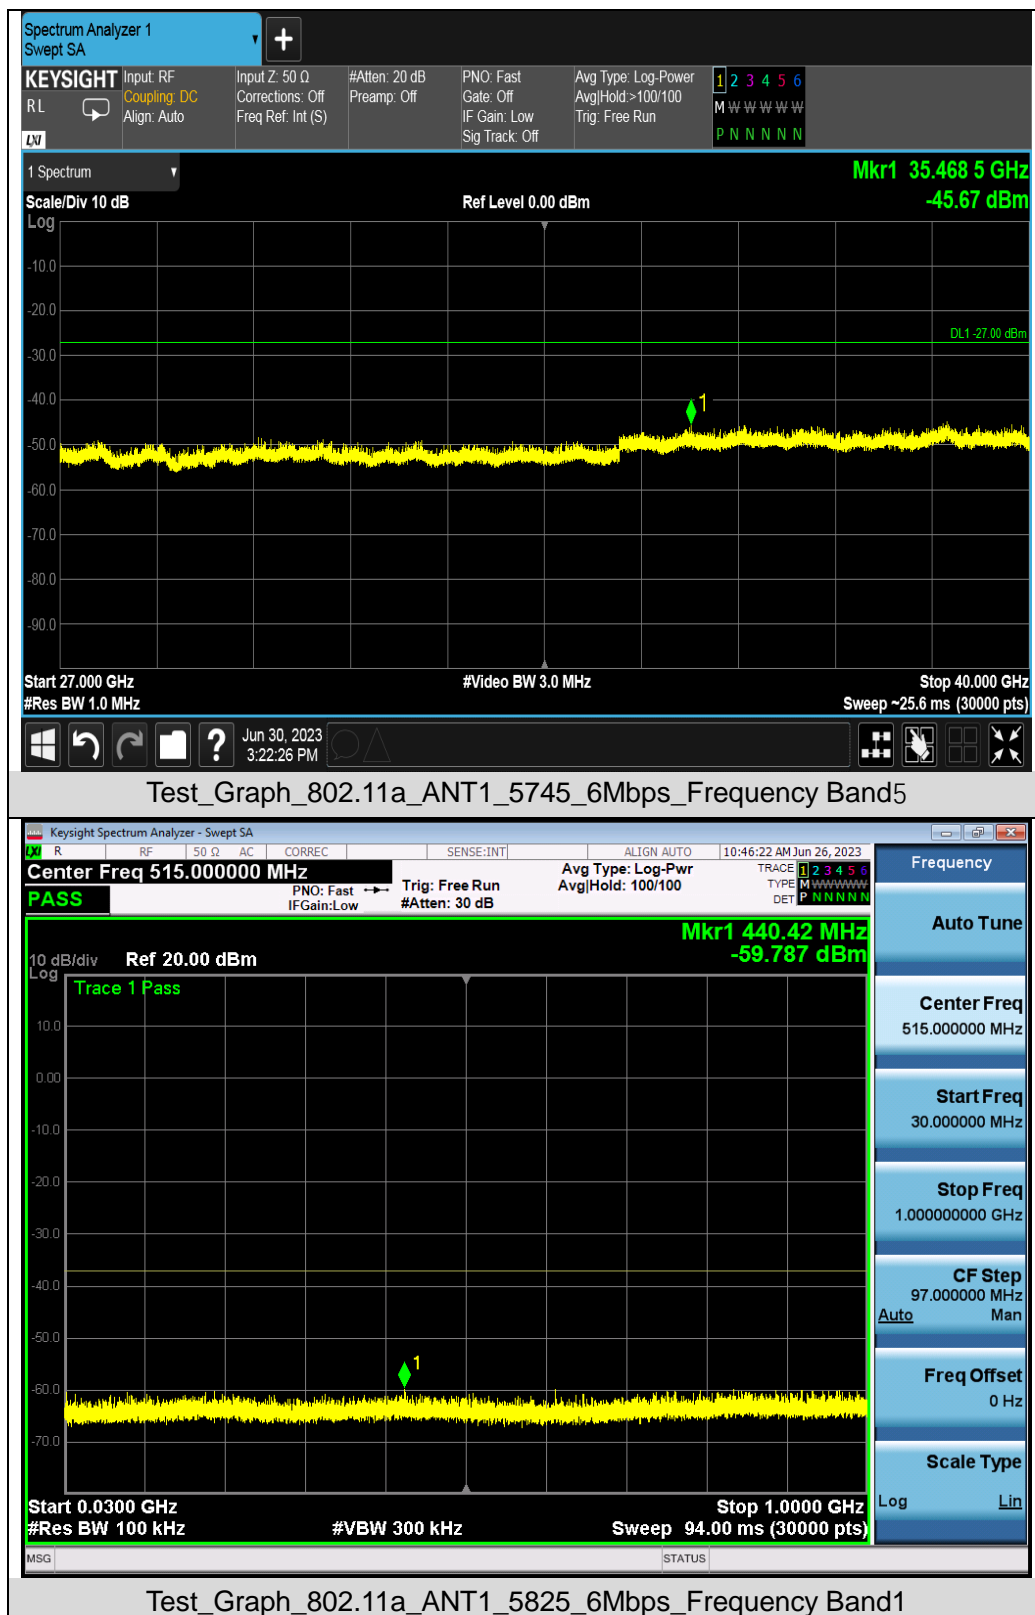 Spectrum Analyzer 1
Swept SA
+
KEYSIGHT
RL
LXI
Input: RF
Coupling: DC
Align: Auto
Input Z: 50 Ω
Corrections: Off
Freq Ref: Int (S)
#Atten: 20 dB
Preamp: Off
PNO: Fast
Gate: Off
IF Gain: Low
Sig Track: Off
Avg Type: Log-Power
Avg|Hold:>100/100
Trig: Free Run
1 2 3 4 5 6
M W W W W W
P N N N N N
1 Spectrum
Mkr1 35.468 5 GHz
Scale/Div 10 dB
Ref Level 0.00 dBm
-45.67 dBm
Log
-10.0
-20.0
DL1 -27.00 dBm
-30.0
-40.0
1
-50.0
-60.0
-70.0
-80.0
-90.0
Start 27.000 GHz
#Video BW 3.0 MHz
Stop 40.000 GHz
#Res BW 1.0 MHz
Sweep ~25.6 ms (30000 pts)
?
Jun 30, 2023
3:22:26 PM
Test_Graph_802.11a_ANT1_5745_6Mbps_Frequency Band5
Keysight Spectrum Analyzer - Swept SA
LXI R RF 50 Ω AC CORREC SENSE:INT ALIGN AUTO 10:46:22 AM Jun 26, 2023
Center Freq 515.000000 MHz
PASS
PNO: Fast
IFGain:Low
Trig: Free Run
#Atten: 30 dB
Avg Type: Log-Pwr
Avg|Hold: 100/100
TRACE 1 2 3 4 5 6
TYPE M WWWWW
DET P N N N N N
Mkr1 440.42 MHz
-59.787 dBm
10 dB/div Ref 20.00 dBm
Log
Trace 1 Pass
10.0
0.00
-10.0
-20.0
-30.0
-40.0
-50.0
1
-60.0
-70.0
Start 0.0300 GHz
Stop 1.0000 GHz
#Res BW 100 kHz
#VBW 300 kHz
Sweep 94.00 ms (30000 pts)
MSG
STATUS
Frequency
Auto Tune
Center Freq
515.000000 MHz
Start Freq
30.000000 MHz
Stop Freq
1.000000000 GHz
CF Step
97.000000 MHz
Auto Man
Freq Offset
0 Hz
Scale Type
Log Lin
Test_Graph_802.11a_ANT1_5825_6Mbps_Frequency Band1